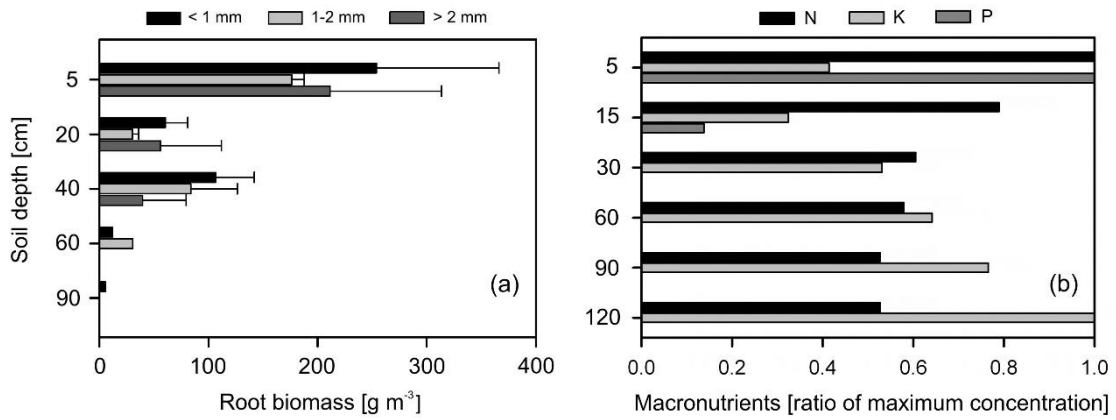 < 1 mm 1-2 mm > 2 mm
Soil depth [cm]
5
20
40
60
90
(a)
0 100 200 300 400
Root biomass [g m⁻³]
N K P
5
15
30
60
90
120
(b)
0.0 0.2 0.4 0.6 0.8 1.0
Macronutrients [ratio of maximum concentration]